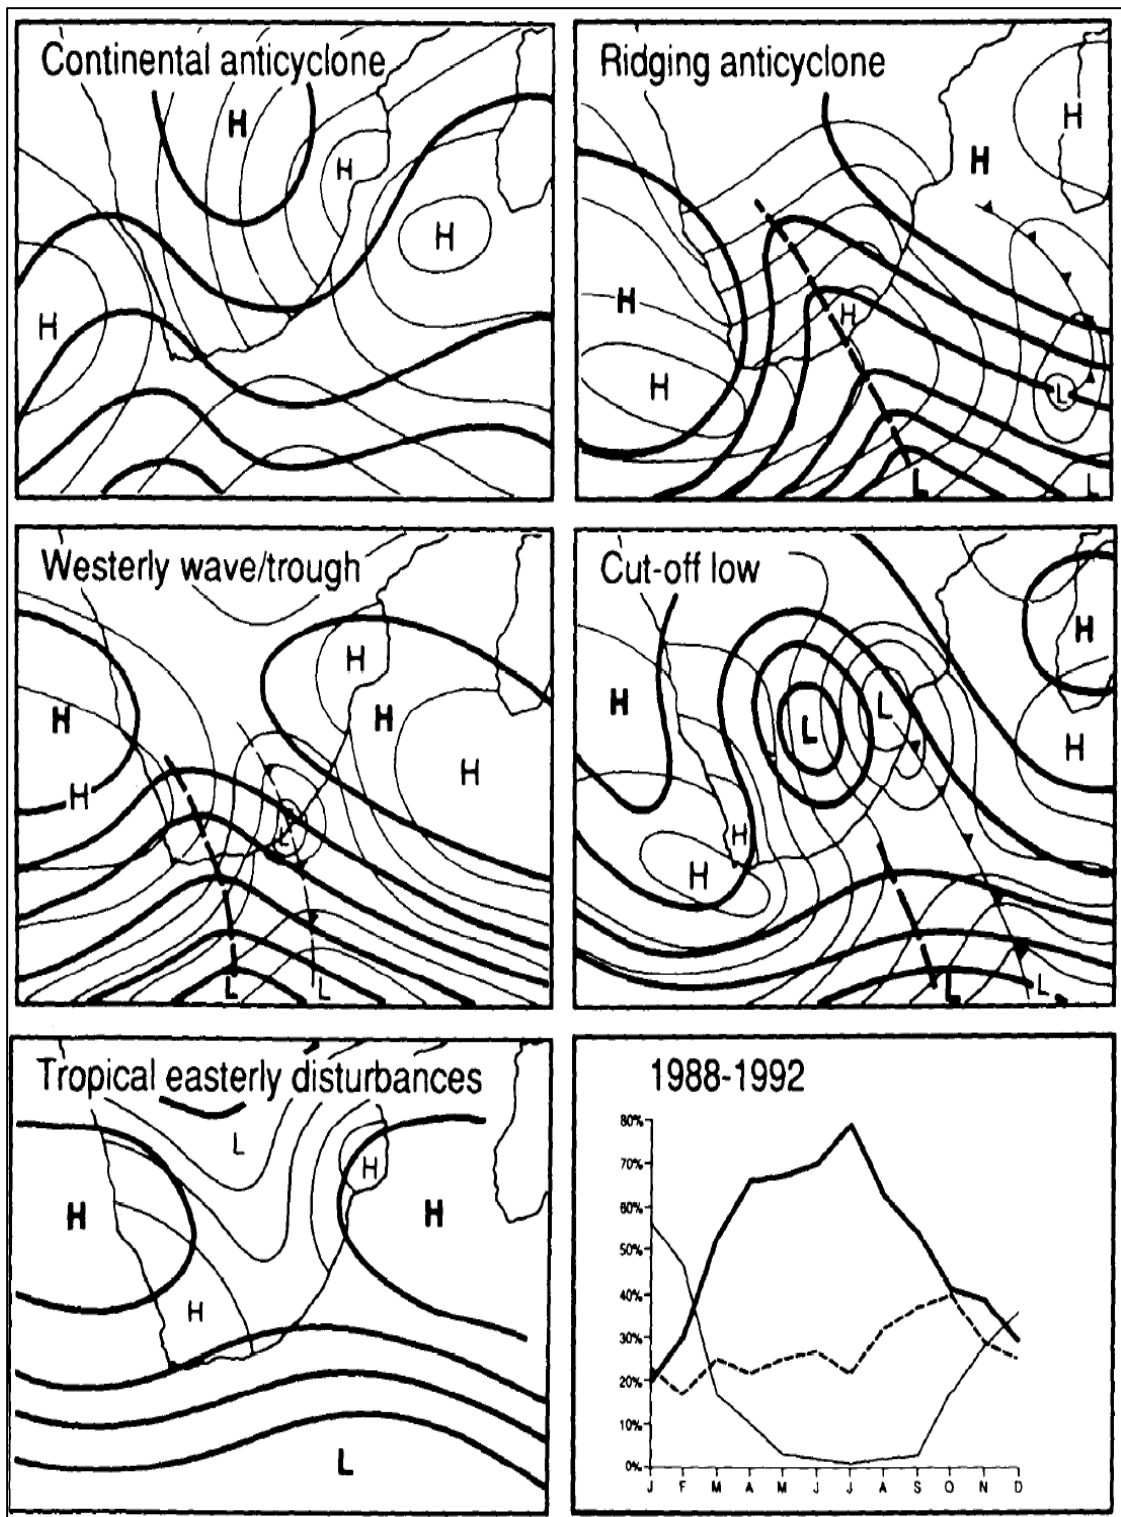 Continental anticyclone
H
H
H
H
Ridging anticyclone
H
H
H
H
H
L
L
L
Westerly wave/trough
H
H
H
H
H
L
L
L
Cut-off low
H
H
L
L
H
H
H
L
L
Tropical easterly disturbances
L
H
H
H
H
L
1988-1992
80%
70%
60%
50%
40%
30%
20%
10%
0%
J F M A M J J A S O N D